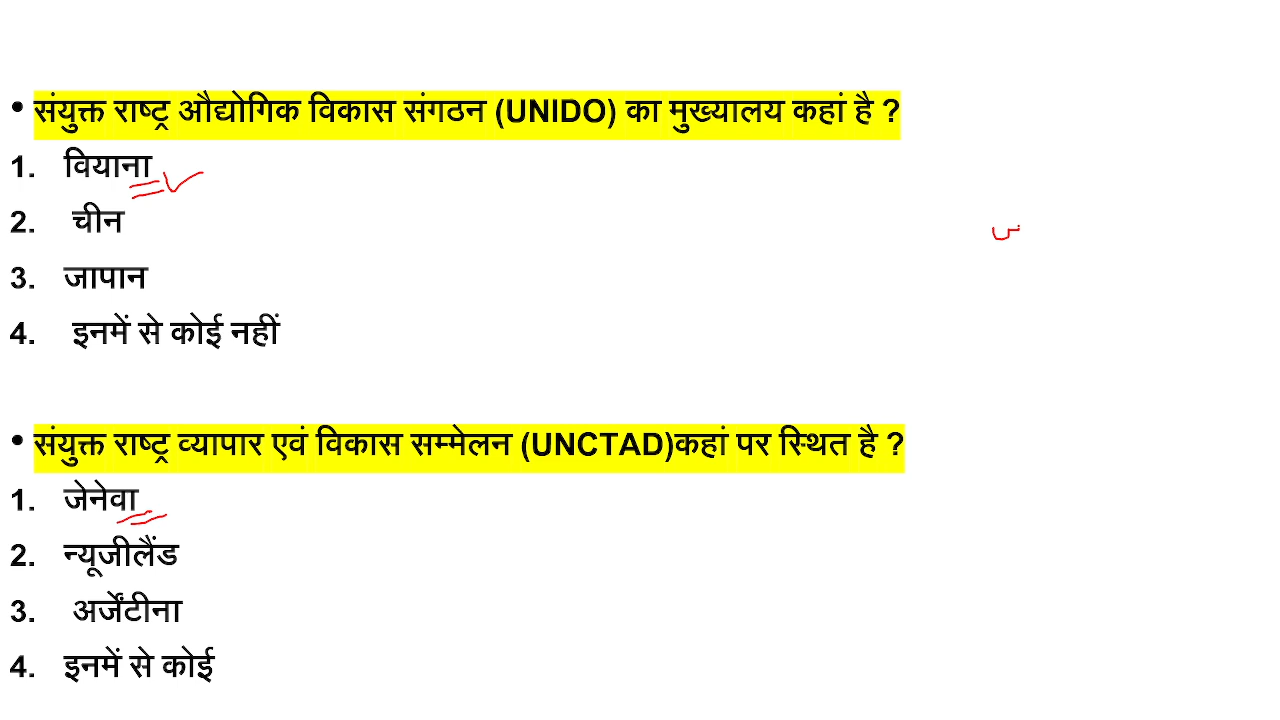 • संयुक्त राष्ट्र औद्योगिक विकास संगठन (UNIDO) का मुख्यालय कहां है ?
1. वियाना
2. चीन
3. जापान
4. इनमें से कोई नहीं
• संयुक्त राष्ट्र व्यापार एवं विकास सम्मेलन (UNCTAD)कहां पर स्थित है ?
1. जेनेवा
2. न्यूजीलैंड
3. अर्जेंटीना
4. इनमें से कोई